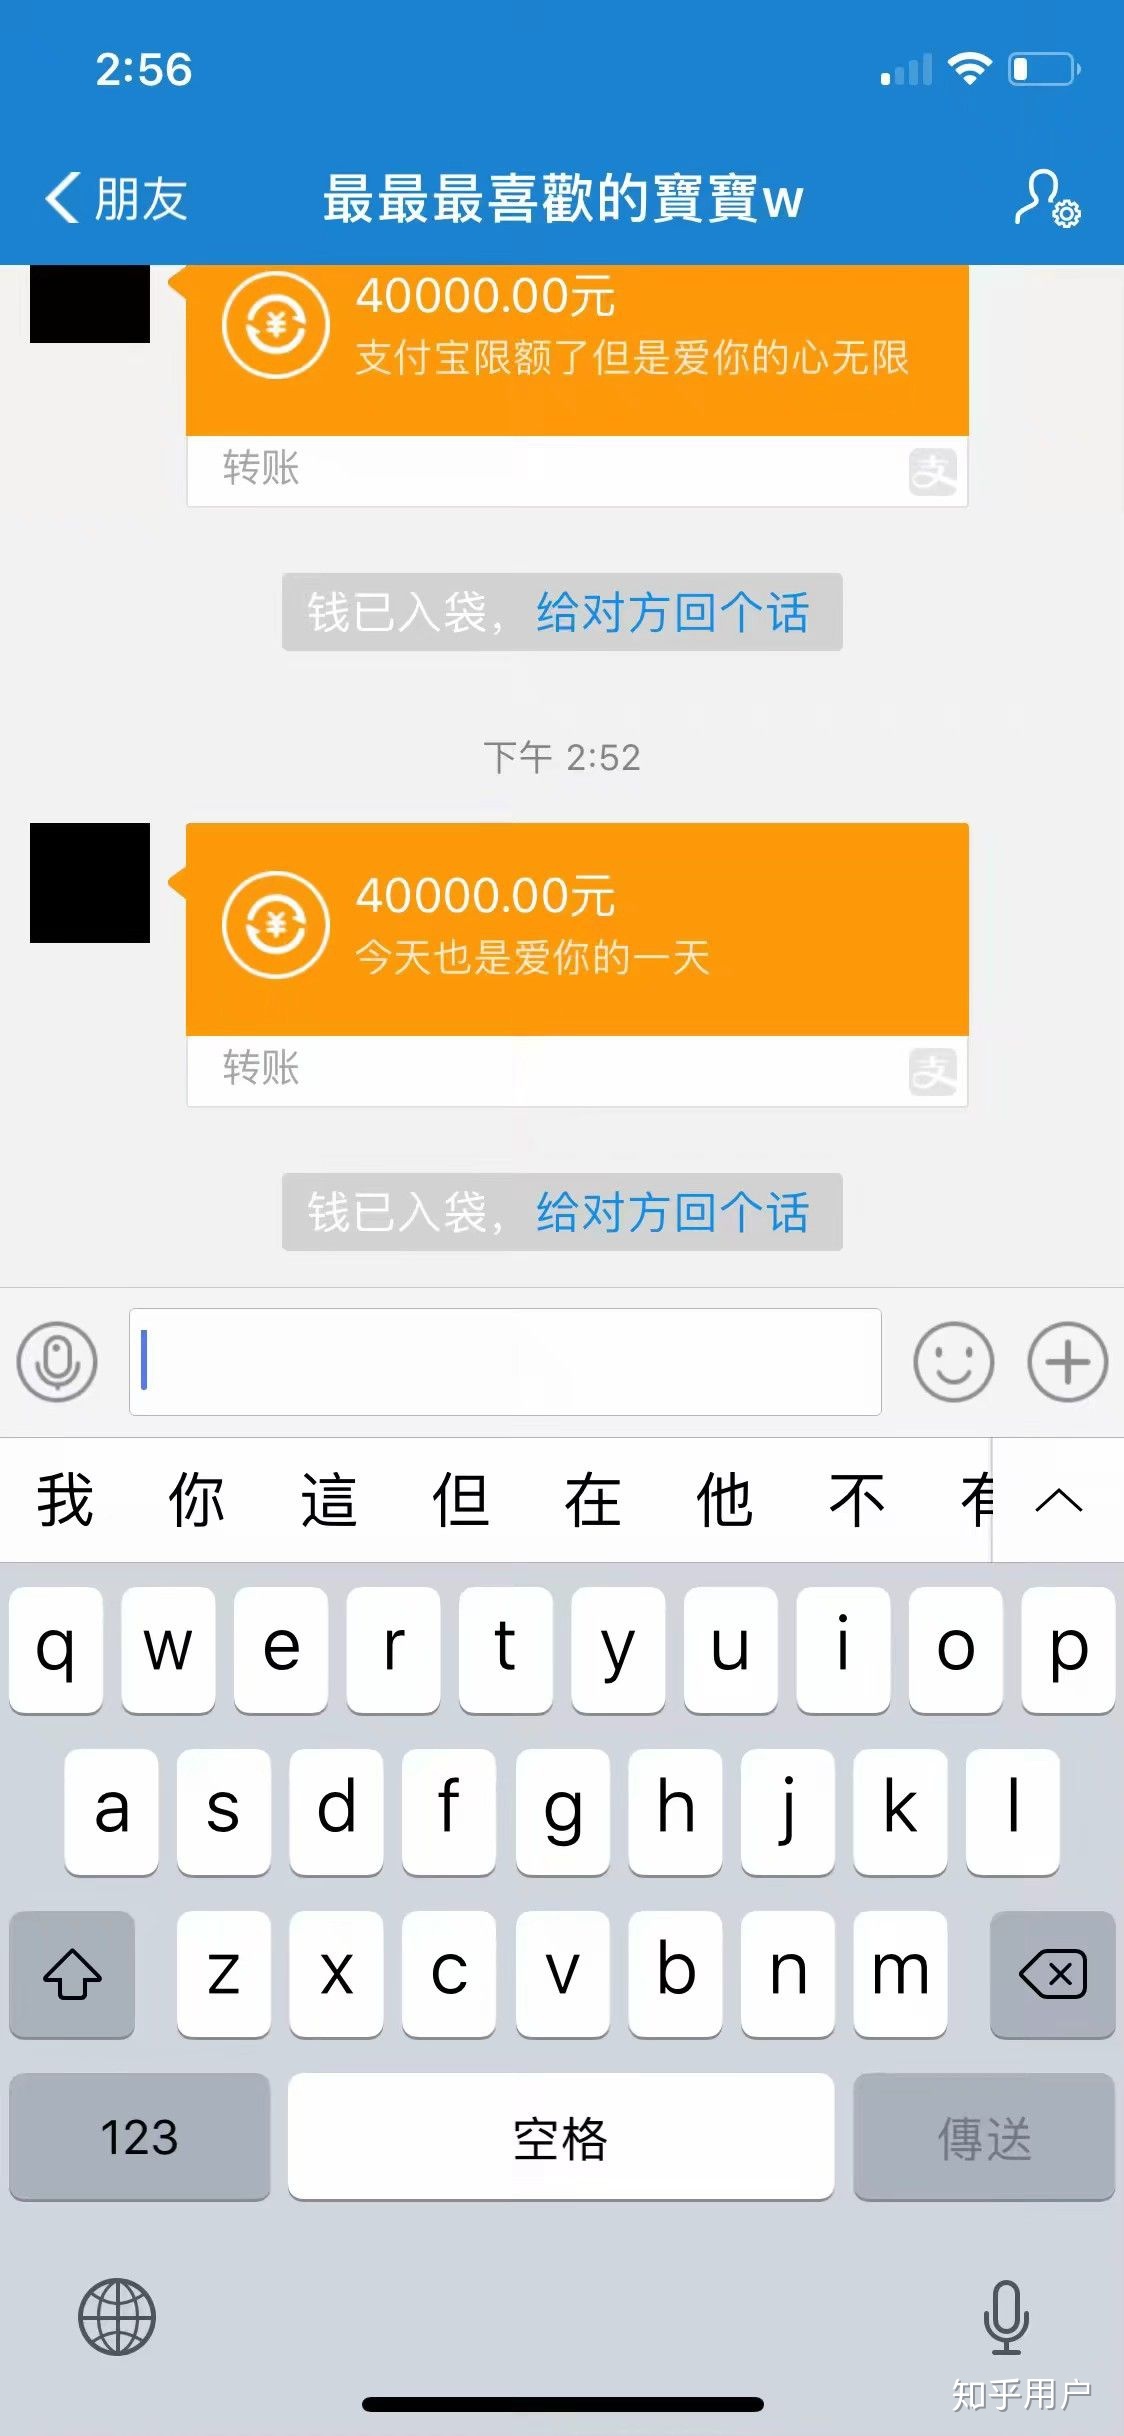 2:56
朋友
最最最喜歡的寶寶w
40000.00元
支付宝限额了但是爱你的心无限
转账
支
钱已入袋，给对方回个话
下午 2:52
40000.00元
今天也是爱你的一天
转账
支
钱已入袋，给对方回个话
我 你 這 但 在 他 不 有
q w e r t y u i o p
a s d f g h j k l
z x c v b n m
123 空格 傳送
知乎用户